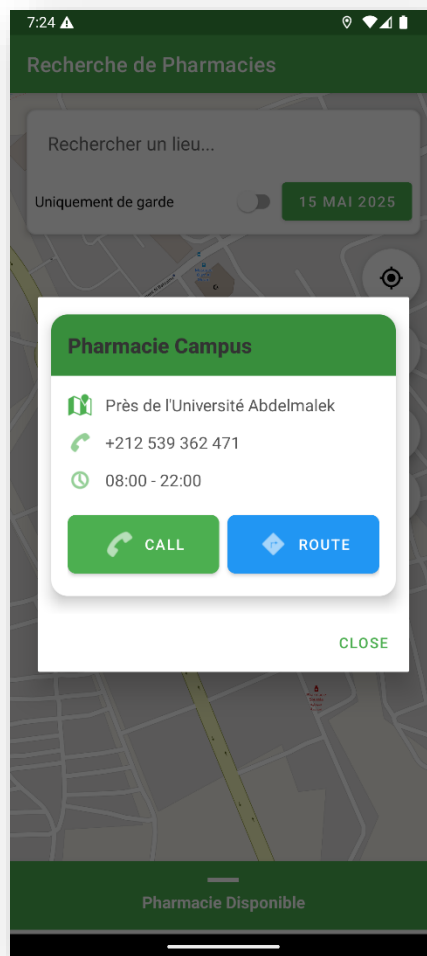 7:24
Recherche de Pharmacies
Rechercher un lieu...
Uniquement de garde
15 MAI 2025
Pharmacie Campus
Près de l'Université Abdelmalek
+212 539 362 471
08:00 - 22:00
CALL
ROUTE
CLOSE
Pharmacie Disponible